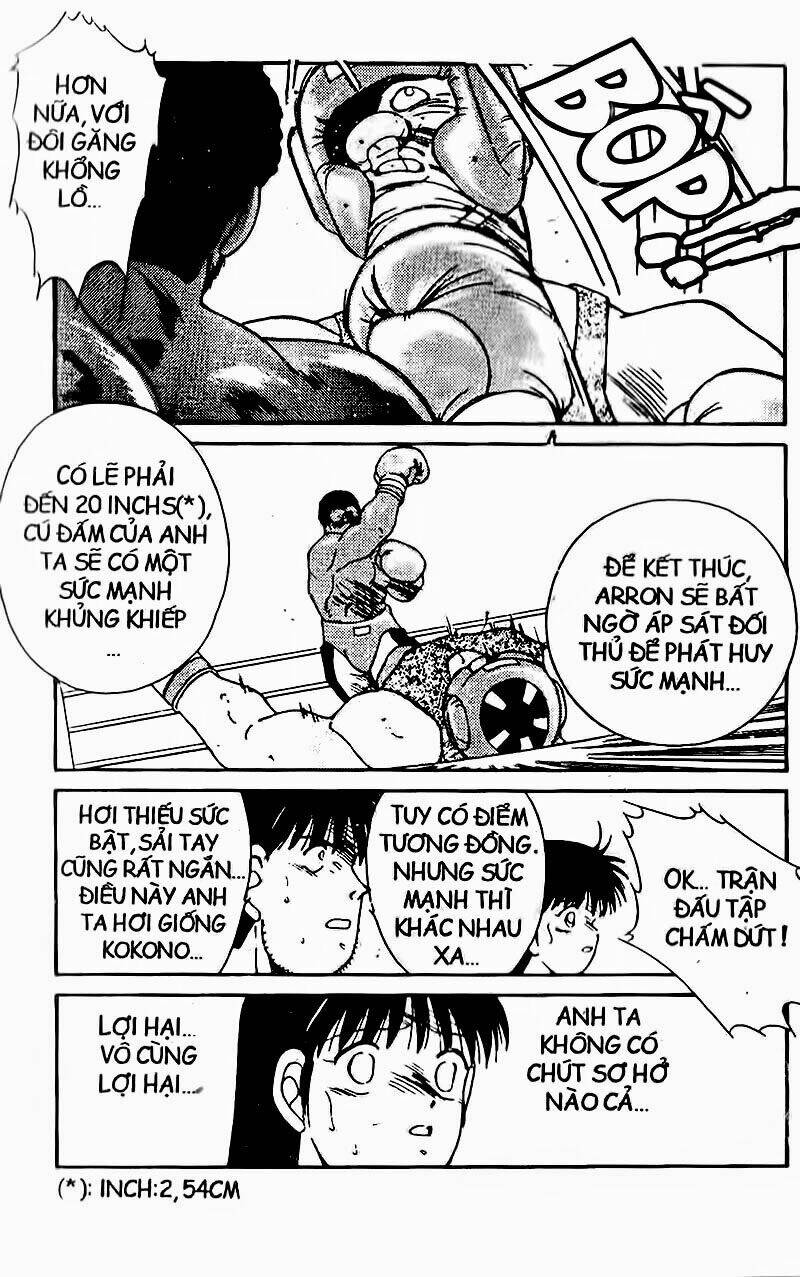 HƠN
NỮA, VỚI
ĐÔI GĂNG
KHỔNG
LỒ...
BOP!
CÓ LẼ PHẢI
ĐẾN 20 INCHS(*),
CÚ ĐẤM CỦA ANH
TA SẼ CÓ MỘT
SỨC MẠNH
KHỦNG KHIẾP
...
ĐỂ KẾT THÚC,
ARRON SẼ BẤT
NGỜ ÁP SÁT ĐỐI
THỦ ĐỂ PHÁT HUY
SỨC MẠNH...
HƠI THIẾU SỨC
BẬT, SẢI TAY
CŨNG RẤT NGẮN...
ĐIỀU NÀY ANH
TA HƠI GIỐNG
KOKONO...
TUY CÓ ĐIỂM
TƯƠNG ĐỒNG.
NHƯNG SỨC
MẠNH THÌ
KHÁC NHAU
XA...
OK... TRẬN
ĐẤU TẬP
CHẤM DỨT!
LỢI HẠI...
VÔ CÙNG
LỢI HẠI...
ANH TA
KHÔNG CÓ
CHÚT SƠ HỞ
NÀO CẢ...
(*): INCH:2,54CM